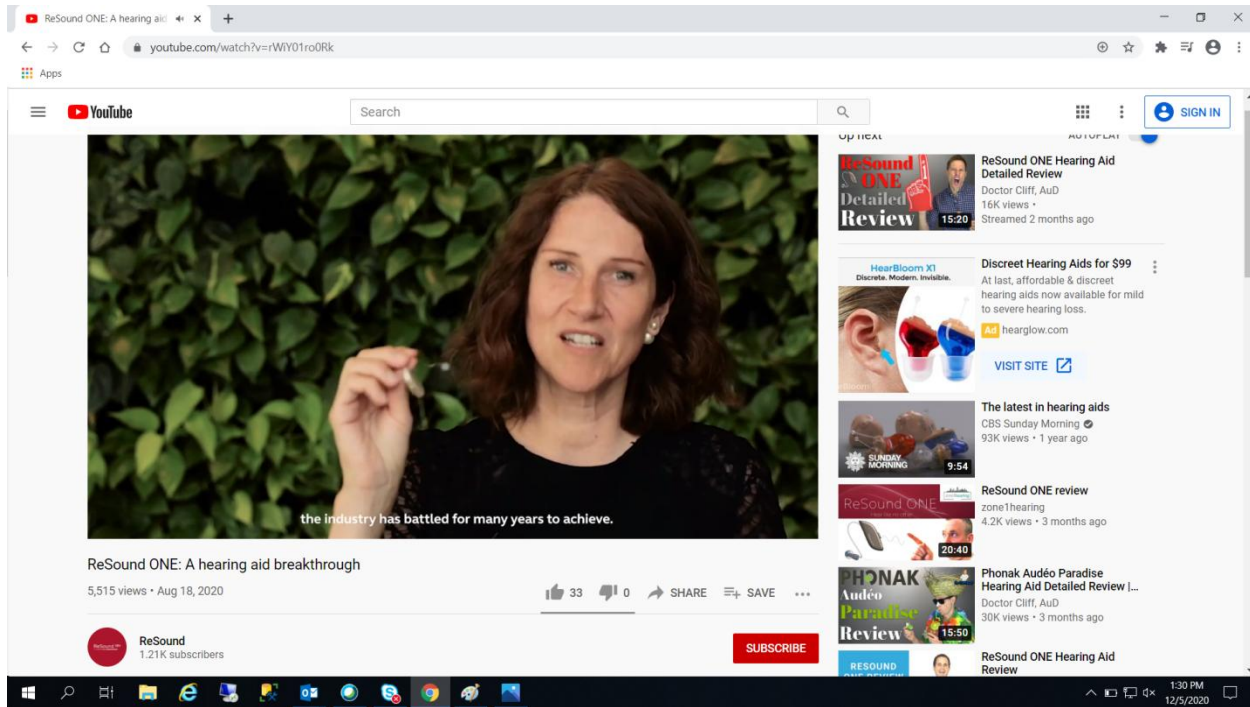 ReSound ONE: A hearing aid
youtube.com/watch?v=rWiY01ro0Rk
Apps
YouTube
Search
SIGN IN
the industry has battled for many years to achieve.
ReSound ONE: A hearing aid breakthrough
5,515 views • Aug 18, 2020
33
0
SHARE
SAVE
ReSound
1.21K subscribers
SUBSCRIBE
Up next
AUTOPLAY
ReSound
& ONE
Detailed
Review
15:20
ReSound ONE Hearing Aid
Detailed Review
Doctor Cliff, AuD
16K views •
Streamed 2 months ago
HearBloom X1
Discrete. Modern. Invisible.
Discreet Hearing Aids for $99
At last, affordable & discreet
hearing aids now available for mild
to severe hearing loss.
Ad hearglow.com
VISIT SITE
SUNDAY
MORNING
9:54
The latest in hearing aids
CBS Sunday Morning
93K views • 1 year ago
ReSound ONE
20:40
ReSound ONE review
zone1hearing
4.2K views • 3 months ago
PHONAK
Audéo
Paradise
Review
15:50
Phonak Audéo Paradise
Hearing Aid Detailed Review |...
Doctor Cliff, AuD
30K views • 3 months ago
RESOUND
ONE REVIEW
ReSound ONE Hearing Aid
Review
1:30 PM
12/5/2020